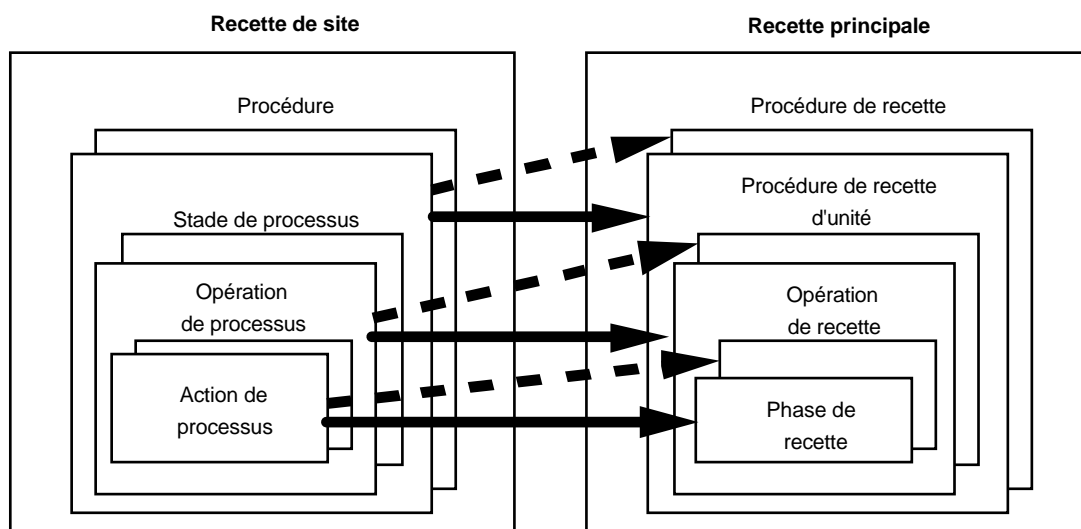 Recette de site
Recette principale
Procédure
Procédure de recette
Stade de processus
Procédure de recette
d'unité
Opération
de processus
Opération
de recette
Action de
processus
Phase de
recette